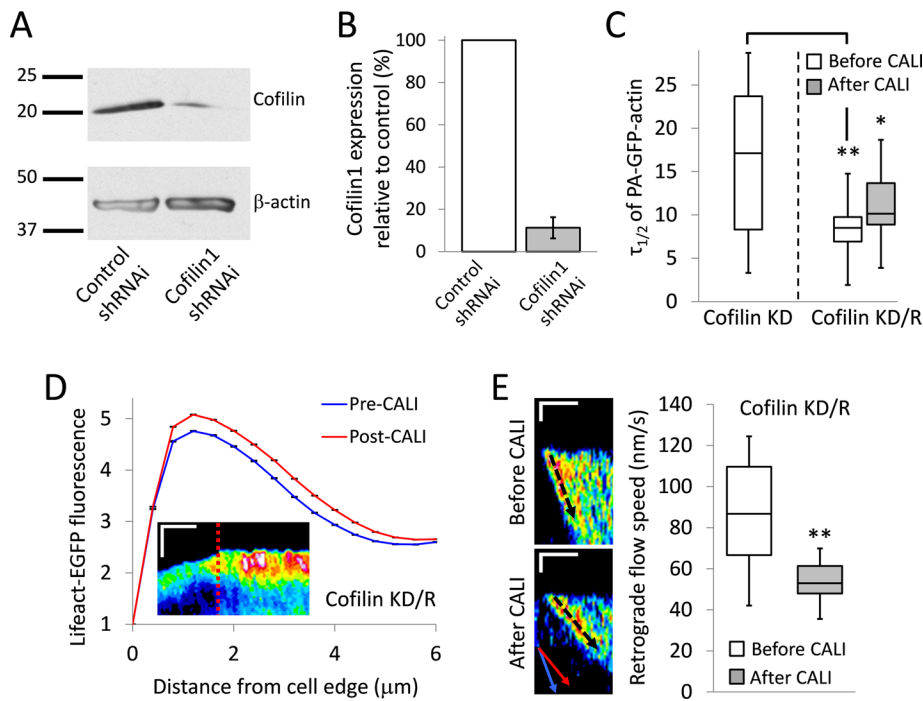 A
25
20
Cofilin
50
37
β-actin
Control
shRNAi
Cofilin1
shRNAi
B
Cofilin1 expression
relative to control (%)
100
80
60
40
20
0
Control
shRNAi
Cofilin1
shRNAi
C
τ1/2 of PA-GFP-actin
25
20
15
10
5
0
Before CALI
After CALI
**
*
Cofilin KD
Cofilin KD/R
D
Lifeact-EGFP fluorescence
5
4
3
2
1
Pre-CALI
Post-CALI
Cofilin KD/R
0
2
4
6
Distance from cell edge (μm)
E
Before CALI
After CALI
Retrograde flow speed (nm/s)
140
120
100
80
60
40
20
0
Cofilin KD/R
**
Before CALI
After CALI